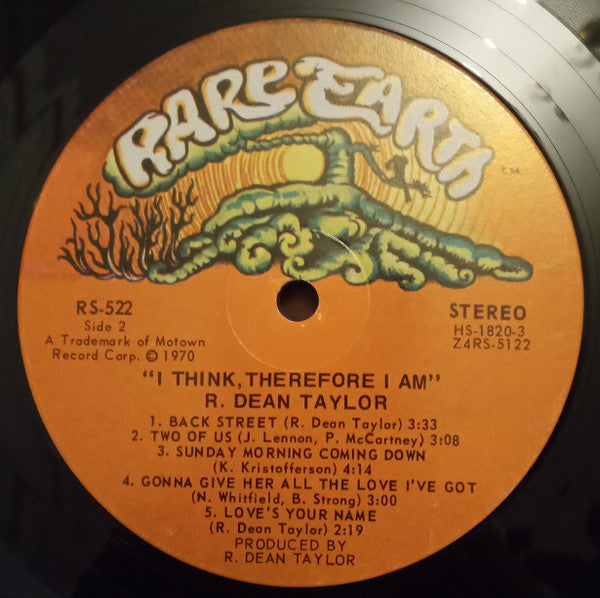 RARE EARTH
T.M.
RS-522
Side 2
A Trademark of Motown
Record Corp. © 1970
STEREO
HS-1820-3
Z4RS-5122
"I THINK, THEREFORE I AM"
R. DEAN TAYLOR
1. BACK STREET (R. Dean Taylor) 3:33
2. TWO OF US (J. Lennon, P. McCartney) 3:08
3. SUNDAY MORNING COMING DOWN
(K. Kristofferson) 4:14
4. GONNA GIVE HER ALL THE LOVE I'VE GOT
(N. Whitfield, B. Strong) 3:00
5. LOVE'S YOUR NAME
(R. Dean Taylor) 2:19
PRODUCED BY
R. DEAN TAYLOR